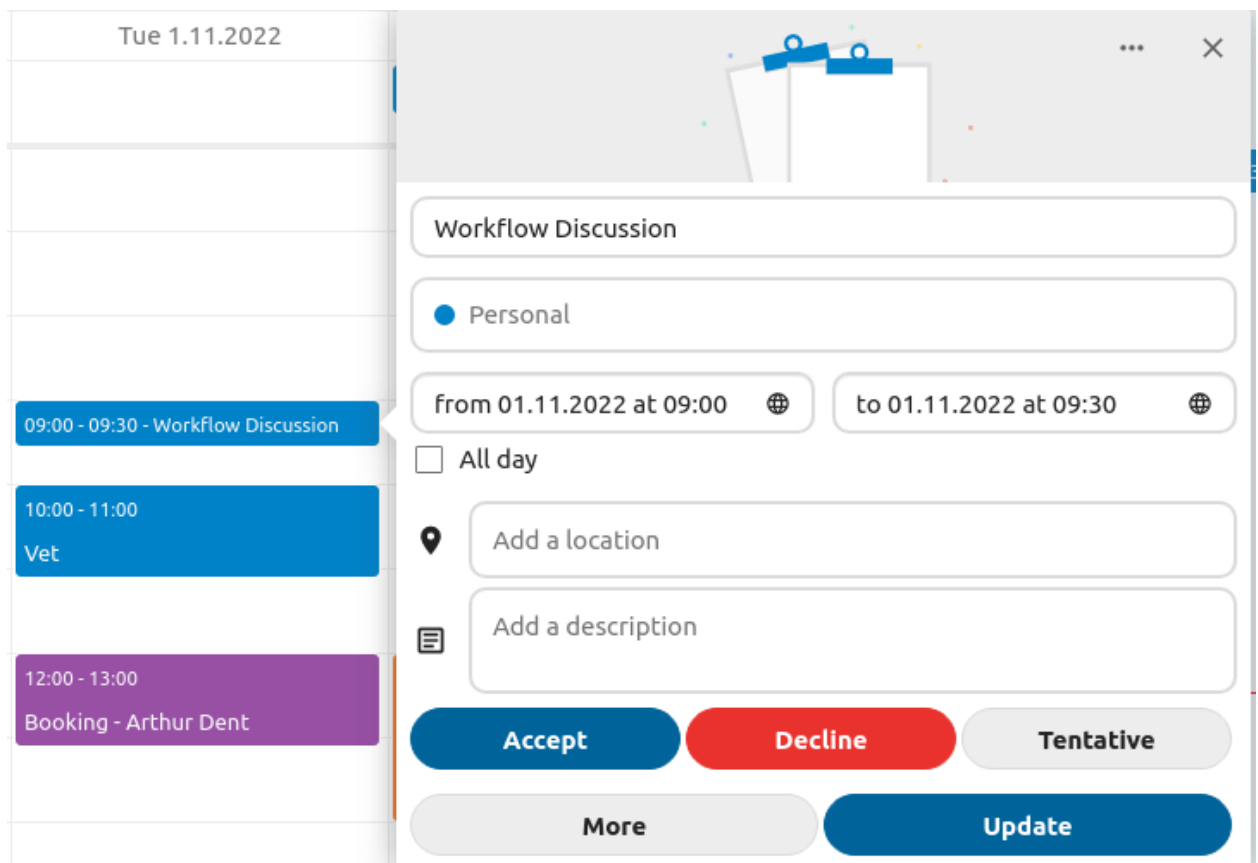 Tue 1.11.2022
09:00 - 09:30 - Workflow Discussion
10:00 - 11:00
Vet
12:00 - 13:00
Booking - Arthur Dent
Workflow Discussion
Personal
from 01.11.2022 at 09:00
to 01.11.2022 at 09:30
All day
Add a location
Add a description
Accept
Decline
Tentative
More
Update